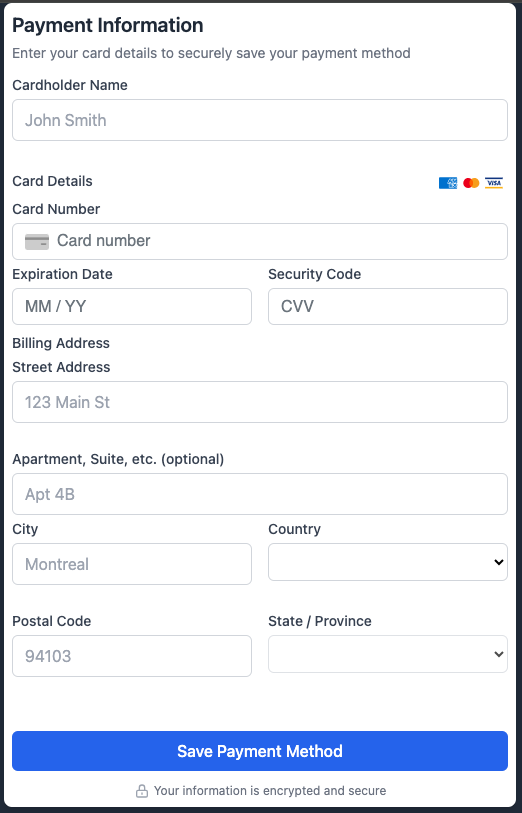 Payment Information
Enter your card details to securely save your payment method
Cardholder Name
John Smith
Card Details
VISA
Card Number
Card number
Expiration Date
Security Code
MM / YY
CVV
Billing Address
Street Address
123 Main St
Apartment, Suite, etc. (optional)
Apt 4B
City
Country
Montreal
Postal Code
State / Province
94103
Save Payment Method
Your information is encrypted and secure